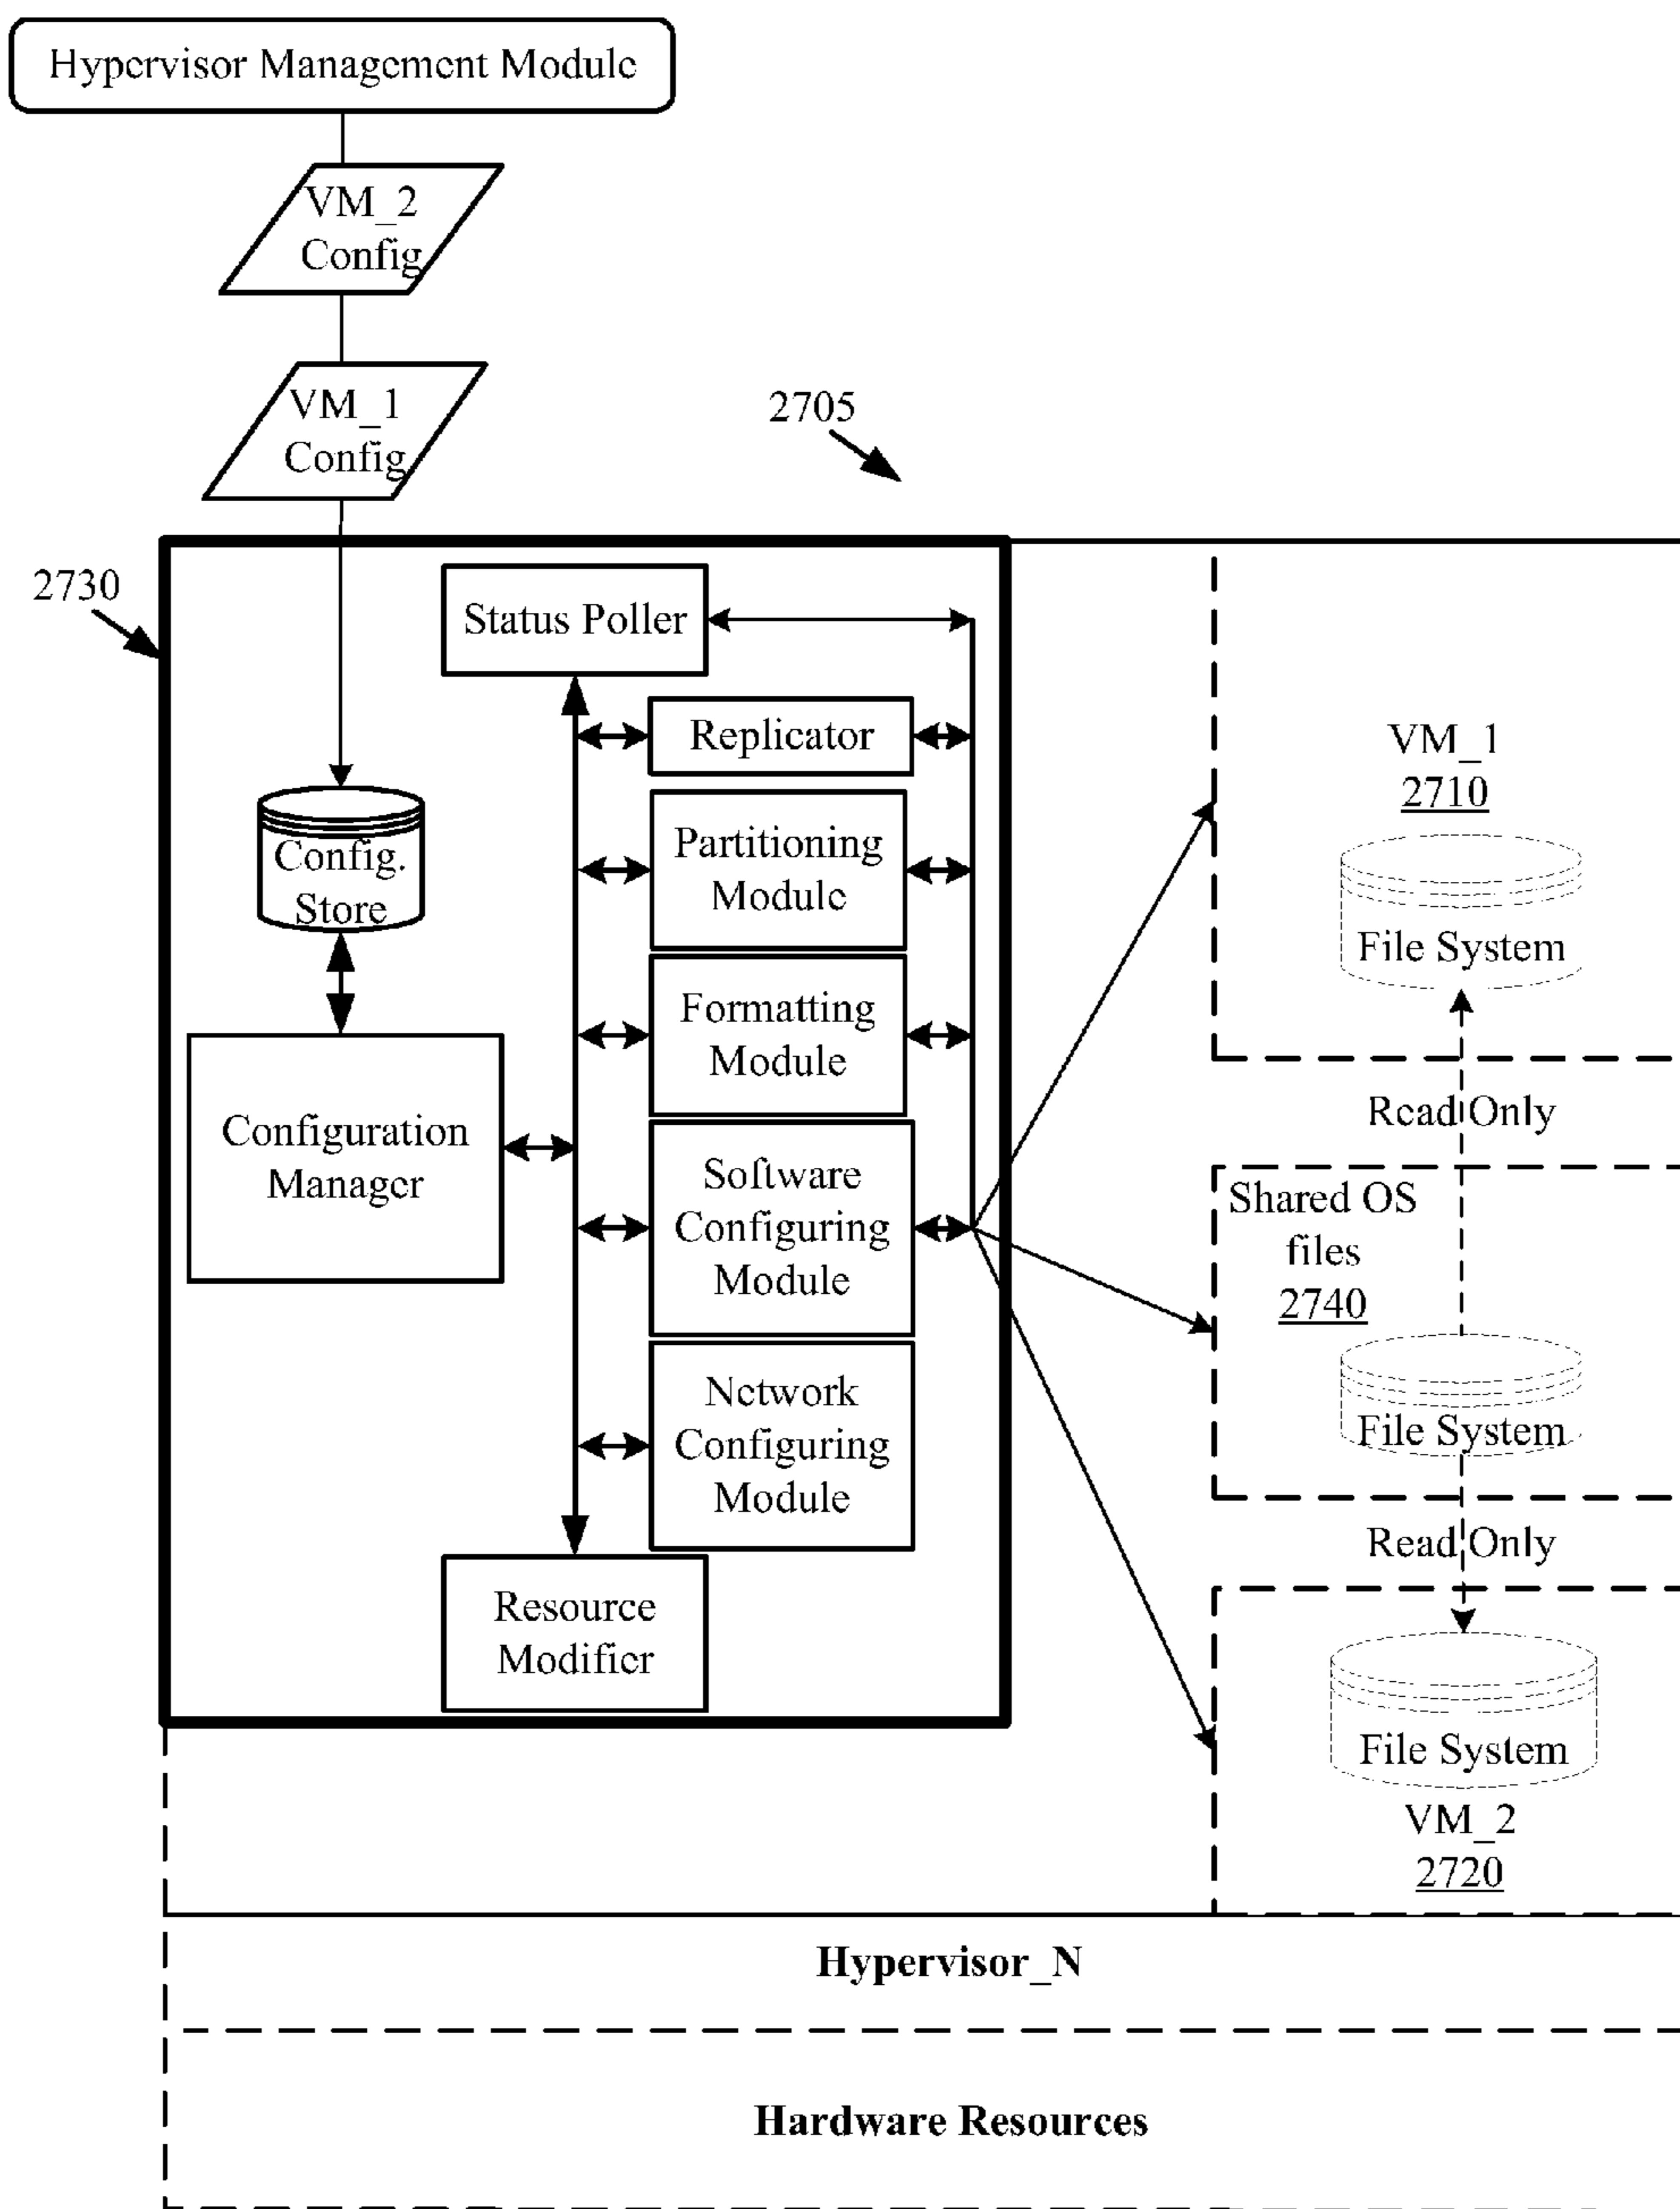 Hypervisor Management Module
VM_2
Config
VM_1
Config
2705
2730
Status Poller
Replicator
Partitioning
Module
Formatting
Module
Software
Configuring
Module
Network
Configuring
Module
Resource
Modifier
Config.
Store
Configuration
Manager
VM_1
2710
File System
Read Only
Shared OS
files
2740
File System
Read Only
File System
VM_2
2720
Hypervisor_N
Hardware Resources